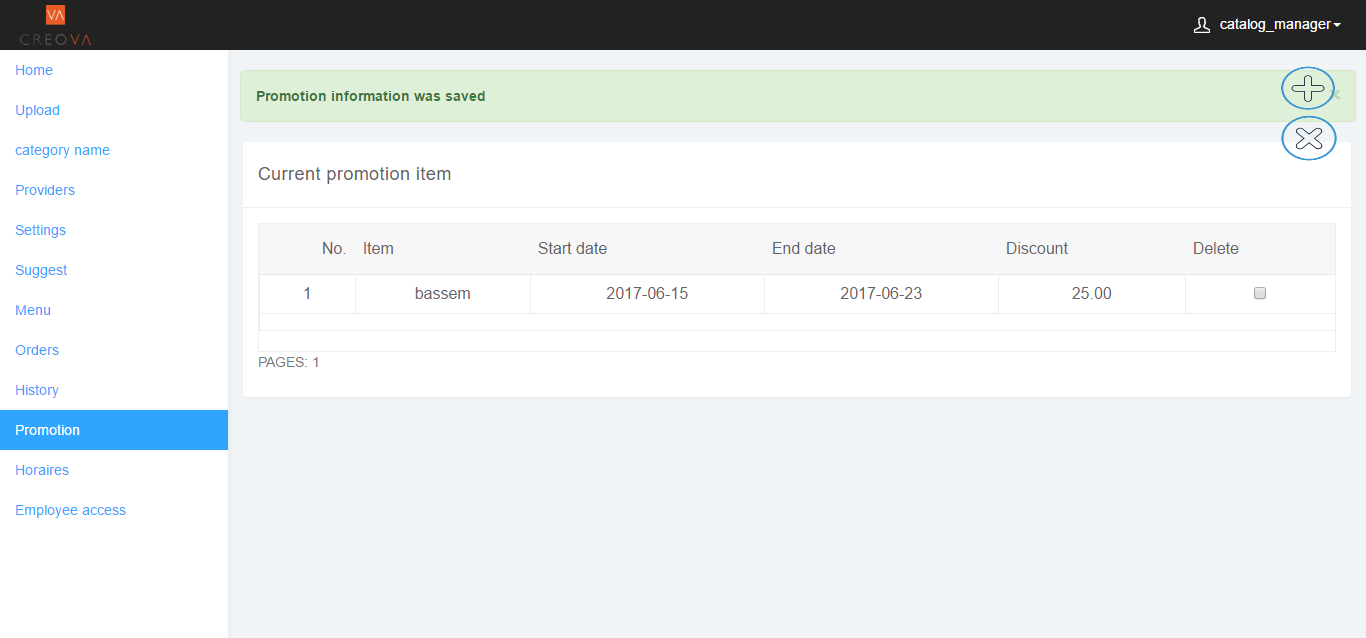 VA
CREOVA
catalog_manager
Home
Upload
category name
Providers
Settings
Suggest
Menu
Orders
History
Promotion
Horaires
Employee access
Promotion information was saved
×
Current promotion item
No. Item Start date End date Discount Delete
1 bassem 2017-06-15 2017-06-23 25.00
PAGES: 1